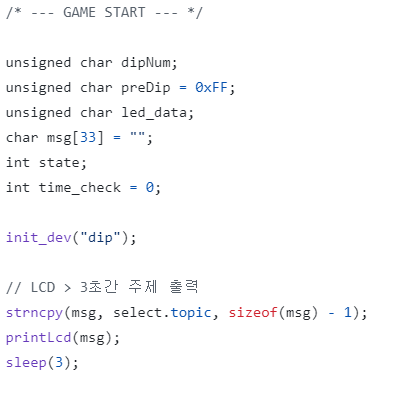 /* --- GAME START --- */
unsigned char dipNum;
unsigned char preDip = 0xFF;
unsigned char led_data;
char msg[33] = "";
int state;
int time_check = 0;
init_dev("dip");
// LCD > 3초간 주제 출력
strncpy(msg, select.topic, sizeof(msg) - 1);
printLcd(msg);
sleep(3);